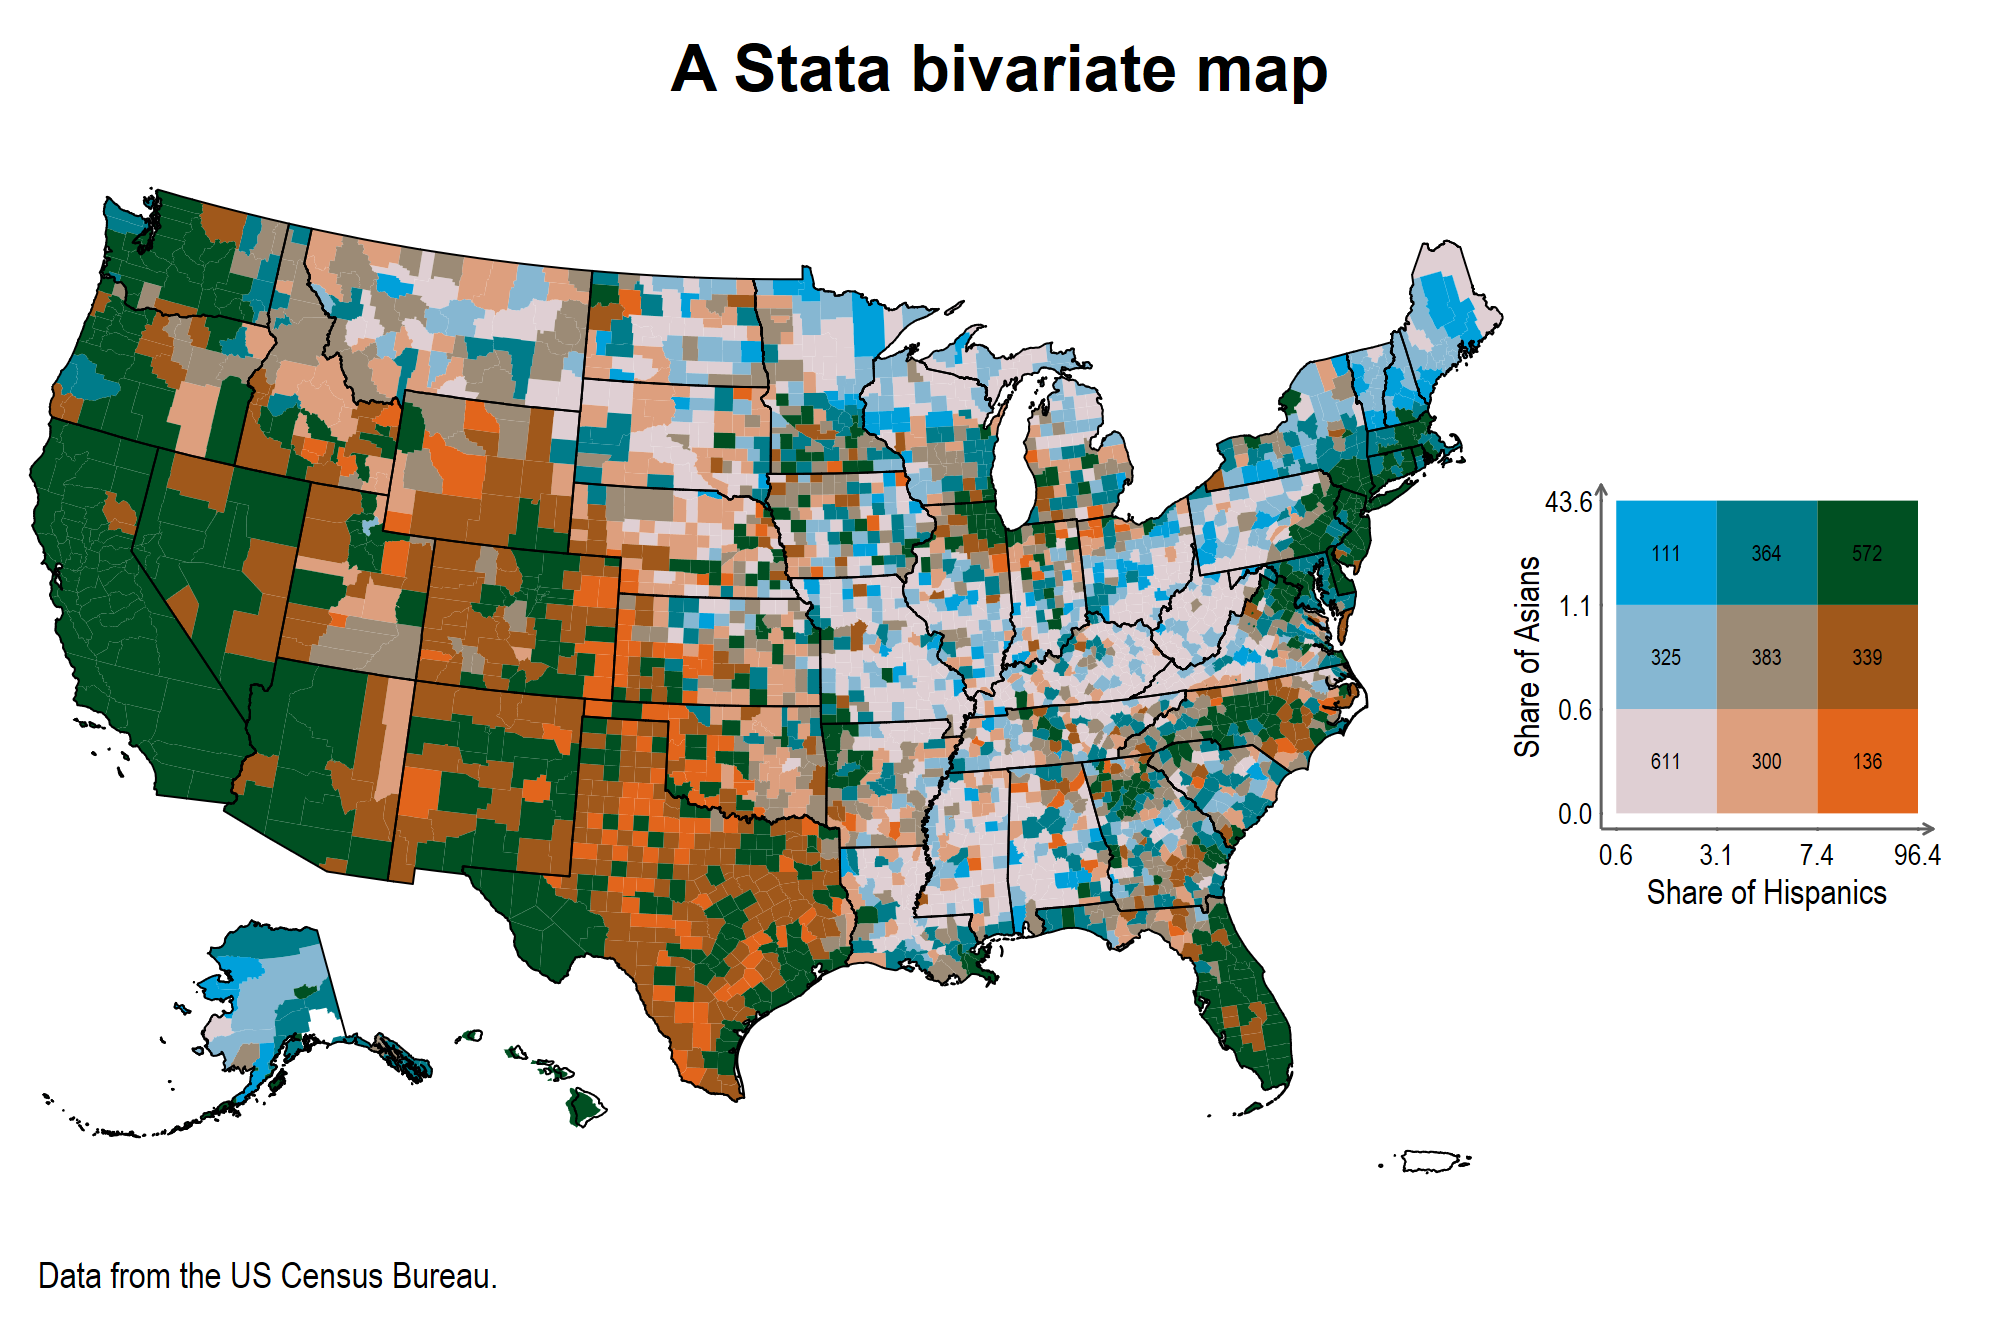 A Stata bivariate map
43.6
111 364 572
1.1
325 383 339
0.6
611 300 136
0.0
0.6 3.1 7.4 96.4
Share of Hispanics
Share of Asians
Data from the US Census Bureau.